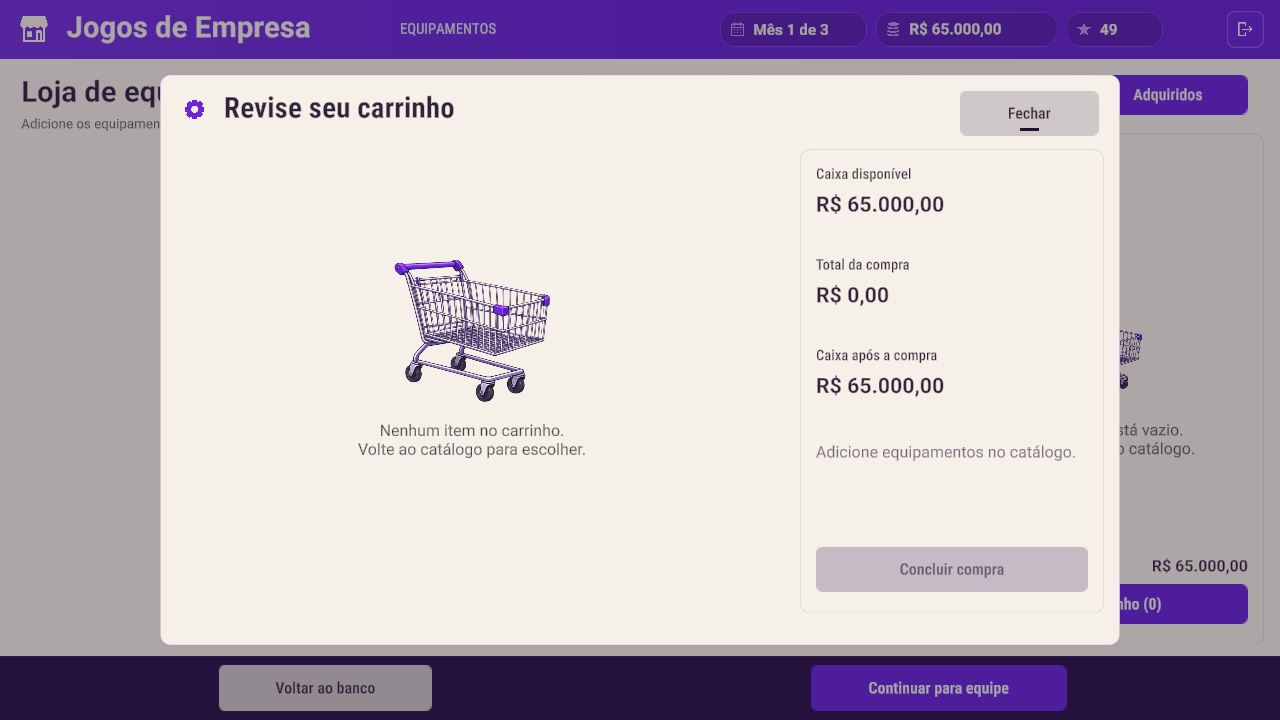 Jogos de Empresa
EQUIPAMENTOS
Mês 1 de 3
R$ 65.000,00
49
Loja de equ
Adicione os equipamen
Adquiridos
Revise seu carrinho
Fechar
Nenhum item no carrinho.
Volte ao catálogo para escolher.
Caixa disponível
R$ 65.000,00
Total da compra
R$ 0,00
Caixa após a compra
R$ 65.000,00
Adicione equipamentos no catálogo.
Concluir compra
stá vazio.
o catálogo.
R$ 65.000,00
nho (0)
Voltar ao banco
Continuar para equipe